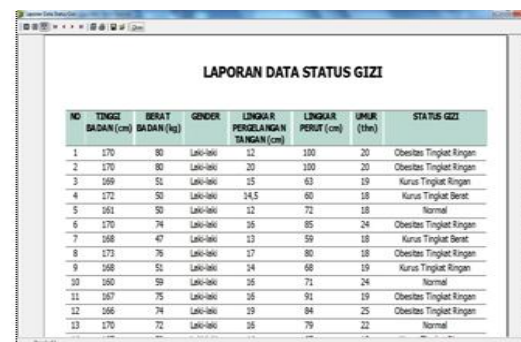 Laporan Data Status Gizi
Close
LAPORAN DATA STATUS GIZI
NO TINGGI BADAN (cm) BERAT BADAN (kg) GENDER LINGKAR PERGELANGAN TANGAN (cm) LINGKAR PERUT (cm) UMUR (thn) STATUS GIZI
1 170 80 Laki-laki 12 100 20 Obesitas Tingkat Ringan
2 170 80 Laki-laki 20 100 20 Obesitas Tingkat Ringan
3 169 51 Laki-laki 15 63 19 Kurus Tingkat Ringan
4 172 50 Laki-laki 14,5 60 18 Kurus Tingkat Berat
5 161 50 Laki-laki 12 72 18 Normal
6 170 74 Laki-laki 16 85 24 Obesitas Tingkat Ringan
7 168 47 Laki-laki 13 59 18 Kurus Tingkat Berat
8 173 76 Laki-laki 17 80 18 Obesitas Tingkat Ringan
9 168 51 Laki-laki 14 68 19 Kurus Tingkat Ringan
10 160 59 Laki-laki 16 71 24 Normal
11 167 75 Laki-laki 16 91 19 Obesitas Tingkat Ringan
12 166 74 Laki-laki 19 84 25 Obesitas Tingkat Ringan
13 170 72 Laki-laki 16 79 22 Normal